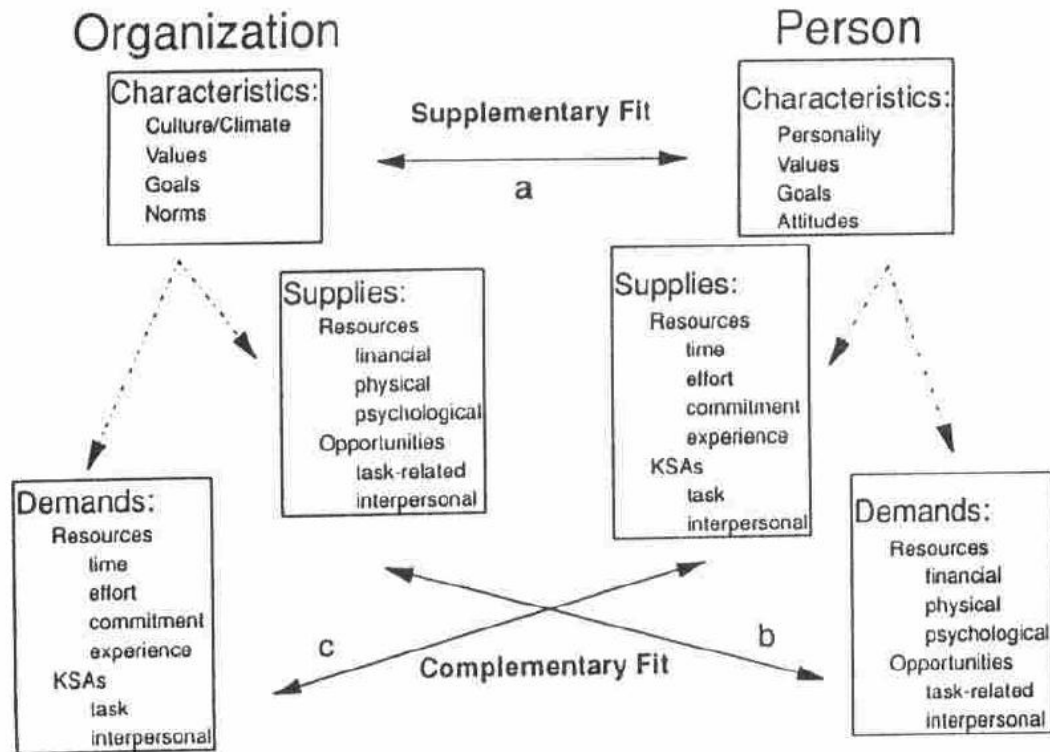 Organization
Characteristics:
Culture/Climate
Values
Goals
Norms
Supplementary Fit
a
Person
Characteristics:
Personality
Values
Goals
Attitudes
Supplies:
Resources
financial
physical
psychological
Opportunities
task-related
interpersonal
Supplies:
Resources
time
effort
commitment
experience
KSAs
task
interpersonal
Demands:
Resources
time
effort
commitment
experience
KSAs
task
interpersonal
c
Complementary Fit
b
Demands:
Resources
financial
physical
psychological
Opportunities
task-related
interpersonal